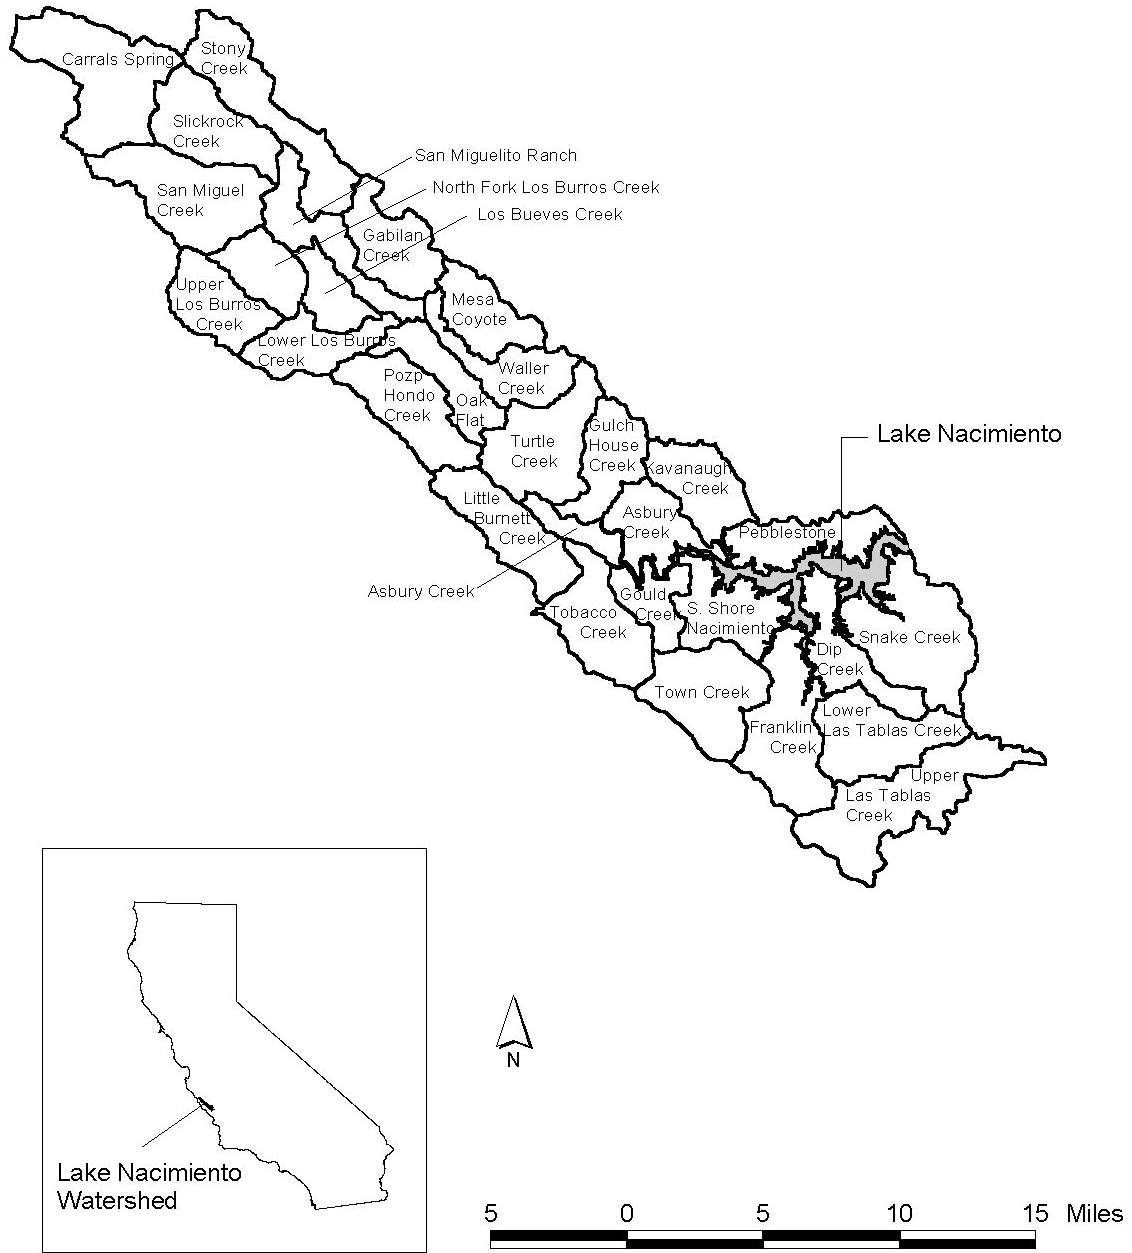 Stony
Creek
Carrals Spring
Slickrock
Creek
San Miguelito Ranch
North Fork Los Burros Creek
Los Bueves Creek
San Miguel
Creek
Gabilan
Creek
Upper
Los Burros
Creek
Mesa
Coyote
Lower Los Burros
Creek
Waller
Creek
Pozp
Hondo
Creek
Oak
Flat
Turtle
Creek
Gulch
House
Creek
Kavanaugh
Creek
Lake Nacimiento
Little
Burnett
Creek
Asbury
Creek
Pebblestone
Asbury Creek
Tobacco
Creek
Gould
Creek
S. Shore
Nacimiento
Snake Creek
Dip
Creek
Town Creek
Franklin
Creek
Lower
Las Tablas Creek
Upper
Las Tablas
Creek
Lake Nacimiento
Watershed
N
5 0 5 10 15 Miles